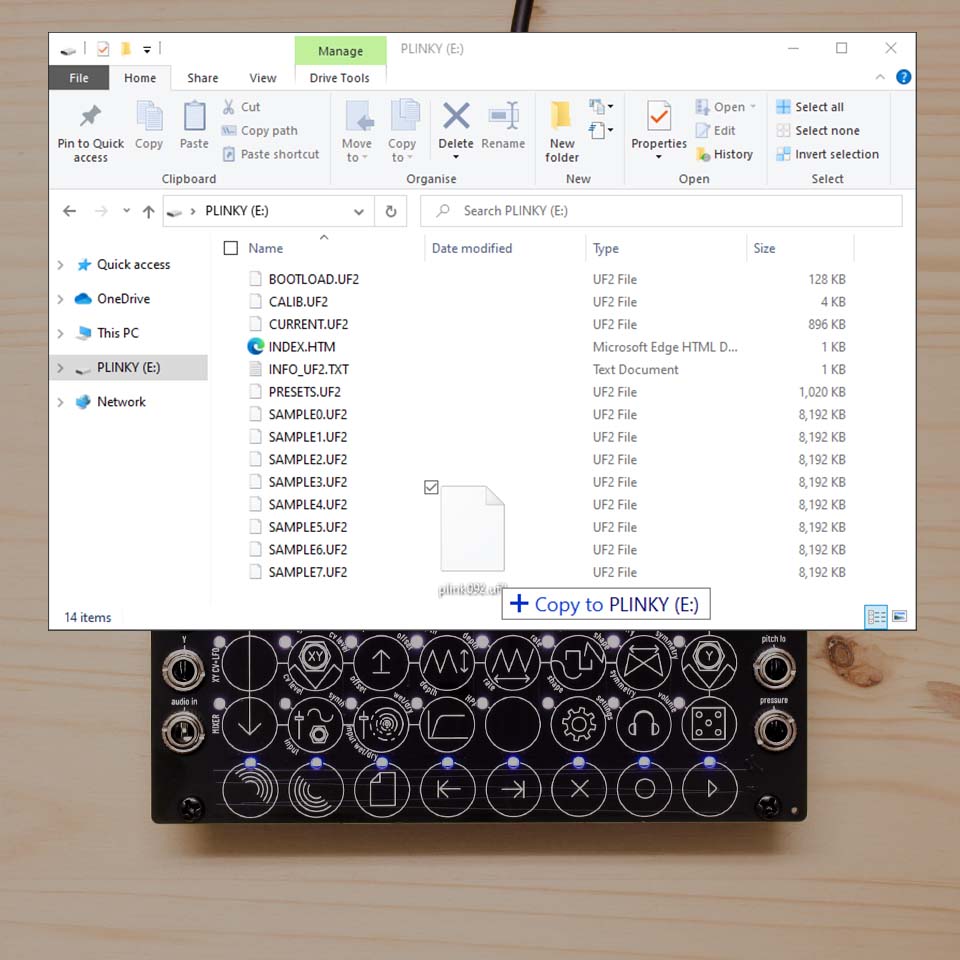 Manage
PLINKY (E:)
File
Home
Share
View
Drive Tools
Pin to Quick access
Copy
Paste
Cut
Copy path
Paste shortcut
Clipboard
Move to
Copy to
Delete
Rename
Organise
New folder
New
Properties
Open
Edit
History
Open
Select all
Select none
Invert selection
Select
PLINKY (E:)
Search PLINKY (E:)
Name
Date modified
Type
Size
Quick access
OneDrive
This PC
PLINKY (E:)
Network
BOOTLOAD.UF2 UF2 File 128 KB
CALIB.UF2 UF2 File 4 KB
CURRENT.UF2 UF2 File 896 KB
INDEX.HTM Microsoft Edge HTML D... 1 KB
INFO_UF2.TXT Text Document 1 KB
PRESETS.UF2 UF2 File 1,020 KB
SAMPLE0.UF2 UF2 File 8,192 KB
SAMPLE1.UF2 UF2 File 8,192 KB
SAMPLE2.UF2 UF2 File 8,192 KB
SAMPLE3.UF2 UF2 File 8,192 KB
SAMPLE4.UF2 UF2 File 8,192 KB
SAMPLE5.UF2 UF2 File 8,192 KB
SAMPLE6.UF2 UF2 File 8,192 KB
SAMPLE7.UF2 UF2 File 8,192 KB
Copy to PLINKY (E:)
14 items
Y
XY CV+LFO
cv level
XY
cv level
offset
offset
depth
depth
rate
rate
shape
shape
symmetry
symmetry
Y
pitch lo
audio in
MIXER
synth
input
wet/dry
input wet/dry
HPF
settings
volume
pressure